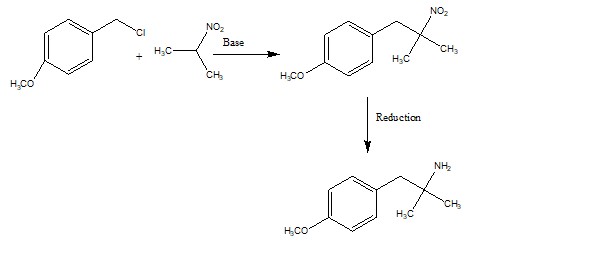 Cl
H₃CO
+
H₃C
NO₂
CH₃
Base
H₃CO
NO₂
H₃C
CH₃
Reduction
NH₂
H₃C
CH₃
H₃CO